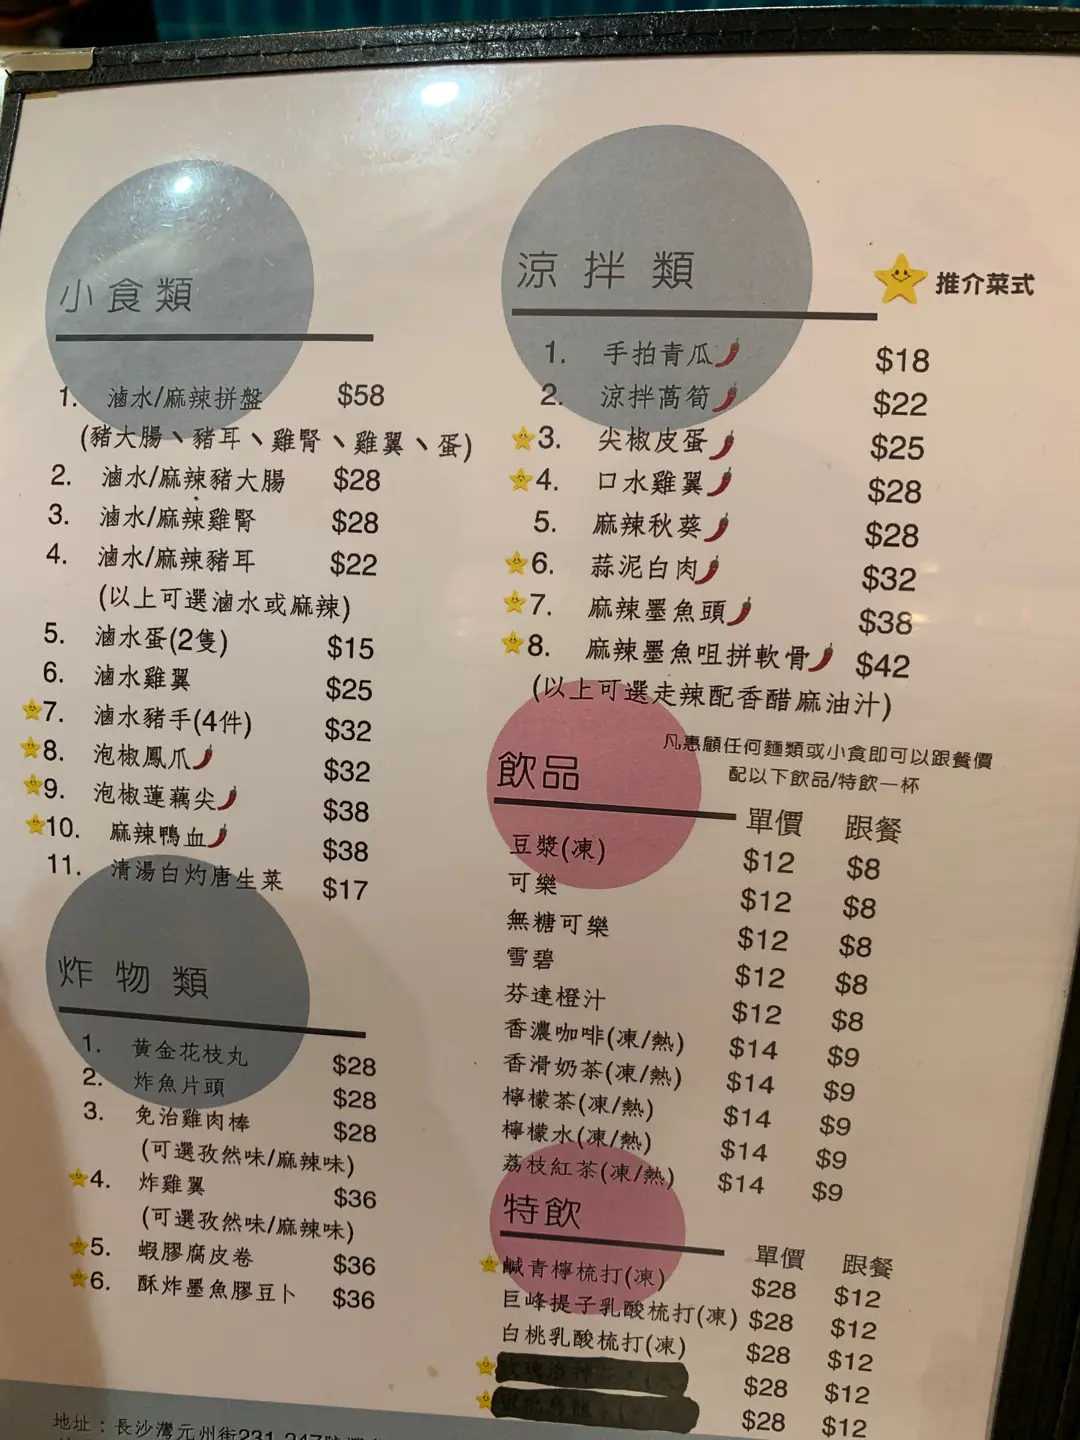 小食類
1. 滷水/麻辣拼盤 $58
(豬大腸、豬耳、雞腎、雞翼、蛋)
2. 滷水/麻辣豬大腸 $28
3. 滷水/麻辣雞腎 $28
4. 滷水/麻辣豬耳 $22
(以上可選滷水或麻辣)
5. 滷水蛋(2隻) $15
6. 滷水雞翼 $25
7. 滷水豬手(4件) $32
8. 泡椒鳳爪 $32
9. 泡椒蓮藕尖 $38
10. 麻辣鴨血 $38
11. 清湯白灼唐生菜 $17
炸物類
1. 黃金花枝丸 $28
2. 炸魚片頭 $28
3. 免治雞肉棒 $28
(可選孜然味/麻辣味)
4. 炸雞翼 $36
(可選孜然味/麻辣味)
5. 蝦膠腐皮卷 $36
6. 酥炸墨魚膠豆卜 $36
地址：長沙灣元州街231-247號
涼拌類
推介菜式
1. 手拍青瓜 $18
2. 涼拌萵筍 $22
3. 尖椒皮蛋 $25
4. 口水雞翼 $28
5. 麻辣秋葵 $28
6. 蒜泥白肉 $32
7. 麻辣墨魚頭 $38
8. 麻辣墨魚咀拼軟骨 $42
(以上可選走辣配香醋麻油汁)
凡惠顧任何麵類或小食即可以跟餐價
配以下飲品/特飲一杯
飲品 單價 跟餐
豆漿(凍) $12 $8
可樂 $12 $8
無糖可樂 $12 $8
雪碧 $12 $8
芬達橙汁 $12 $8
香濃咖啡(凍/熱) $14 $9
香滑奶茶(凍/熱) $14 $9
檸檬茶(凍/熱) $14 $9
檸檬水(凍/熱) $14 $9
荔枝紅茶(凍/熱) $14 $9
特飲 單價 跟餐
鹹青檸梳打(凍) $28 $12
巨峰提子乳酸梳打(凍) $28 $12
白桃乳酸梳打(凍) $28 $12
$28 $12
$28 $12